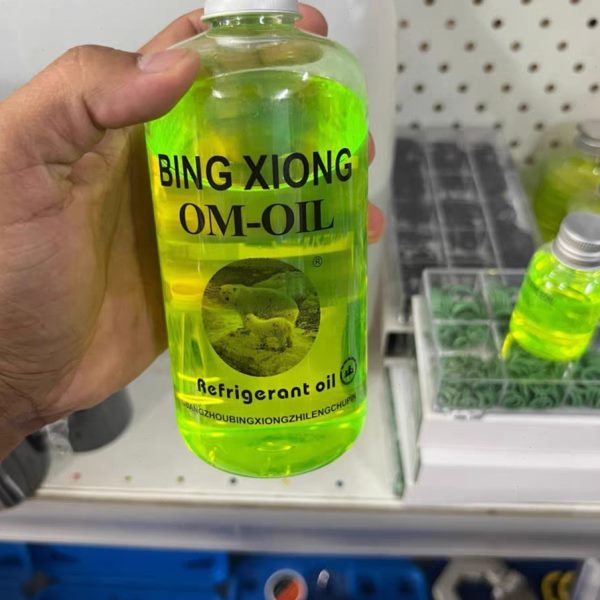 BING XIONG
OM-OIL
®
Refrigerant oil